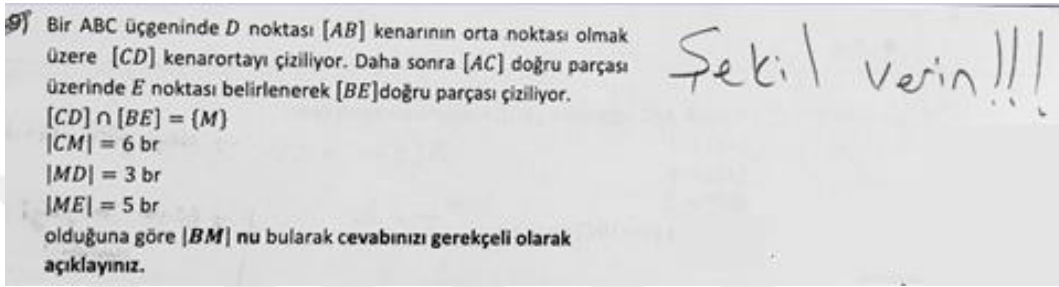 9) Bir ABC üçgeninde D noktası [AB] kenarının orta noktası olmak
üzere [CD] kenarortayı çiziliyor. Daha sonra [AC] doğru parçası
üzerinde E noktası belirlenerek [BE]doğru parçası çiziliyor.
[CD] ∩ [BE] = {M}
|CM| = 6 br
|MD| = 3 br
|ME| = 5 br
olduğuna göre |BM| nu bularak cevabınızı gerekçeli olarak
açıklayınız.
Şekil verin!!!